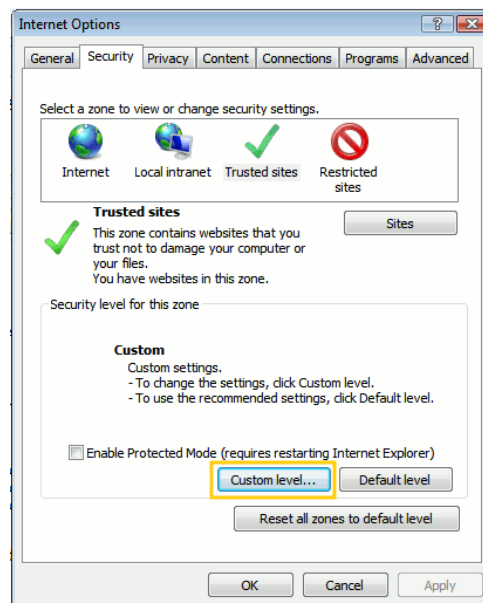 Internet Options
General Security Privacy Content Connections Programs Advanced
Select a zone to view or change security settings.
Internet Local intranet Trusted sites Restricted sites
Trusted sites
Sites
This zone contains websites that you
trust not to damage your computer or
your files.
You have websites in this zone.
Security level for this zone
Custom
Custom settings.
- To change the settings, click Custom level.
- To use the recommended settings, click Default level.
Enable Protected Mode (requires restarting Internet Explorer)
Custom level... Default level
Reset all zones to default level
OK Cancel Apply